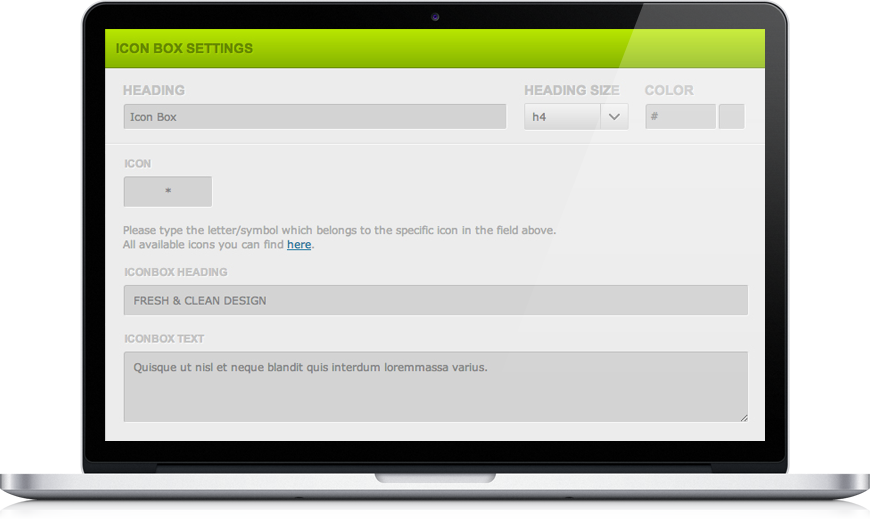 ICON BOX SETTINGS
HEADING HEADING SIZE COLOR
Icon Box h4 #
ICON
*
Please type the letter/symbol which belongs to the specific icon in the field above.
All available icons you can find here.
ICONBOX HEADING
FRESH & CLEAN DESIGN
ICONBOX TEXT
Quisque ut nisl et neque blandit quis interdum loremmassa varius.